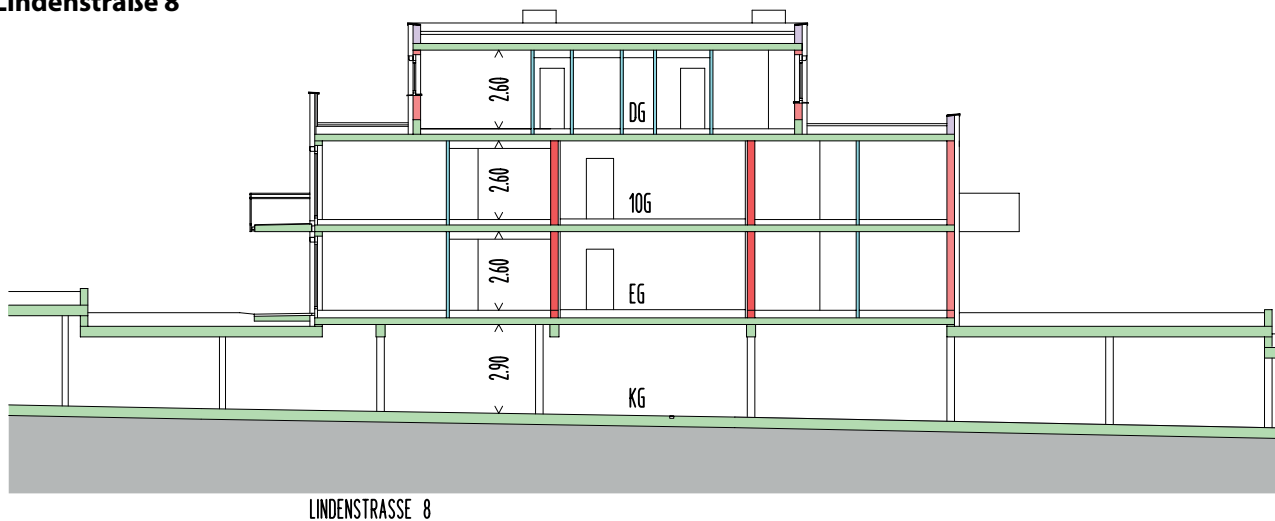 Lindenstraße 8
2.60
DG
2.60
1OG
2.60
EG
2.90
KG
LINDENSTRASSE 8